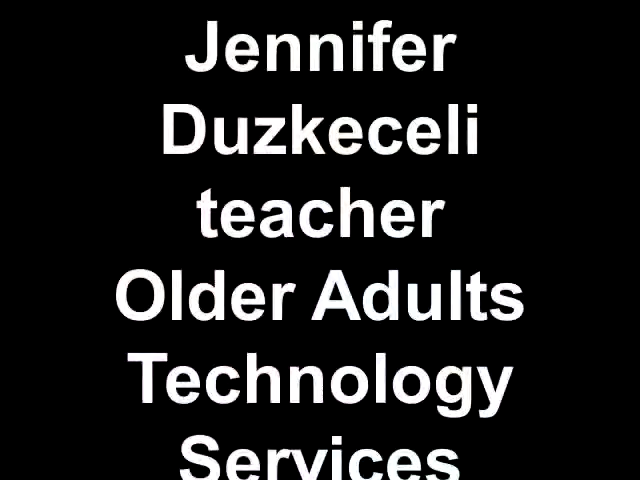 Jennifer
Duzkeceli
teacher
Older Adults
Technology
Services